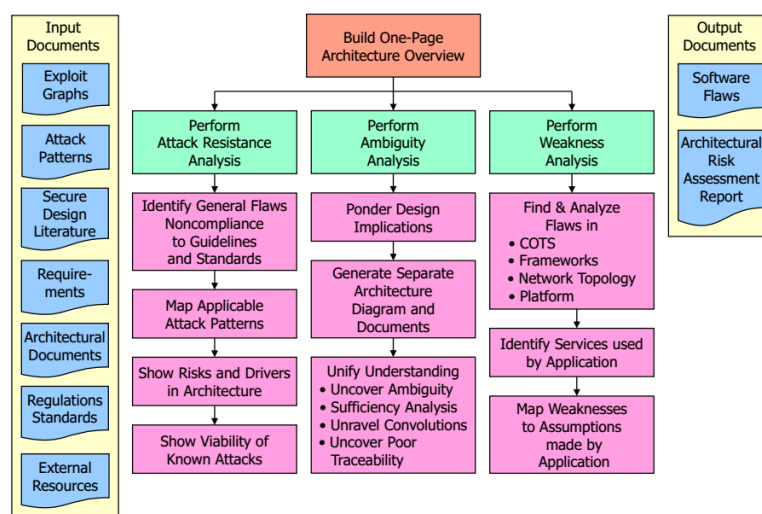 Input
Documents
Exploit
Graphs
Attack
Patterns
Secure
Design
Literature
Require-
ments
Architectural
Documents
Regulations
Standards
External
Resources
Build One-Page
Architecture Overview
Perform
Attack Resistance
Analysis
Identify General Flaws
Noncompliance
to Guidelines
and Standards
Map Applicable
Attack Patterns
Show Risks and Drivers
in Architecture
Show Viability of
Known Attacks
Perform
Ambiguity
Analysis
Ponder Design
Implications
Generate Separate
Architecture
Diagram and
Documents
Unify Understanding
• Uncover Ambiguity
• Sufficiency Analysis
• Unravel Convolutions
• Uncover Poor
Traceability
Perform
Weakness
Analysis
Find & Analyze
Flaws in
• COTS
• Frameworks
• Network Topology
• Platform
Identify Services used
by Application
Map Weaknesses
to Assumptions
made by
Application
Output
Documents
Software
Flaws
Architectural
Risk
Assessment
Report